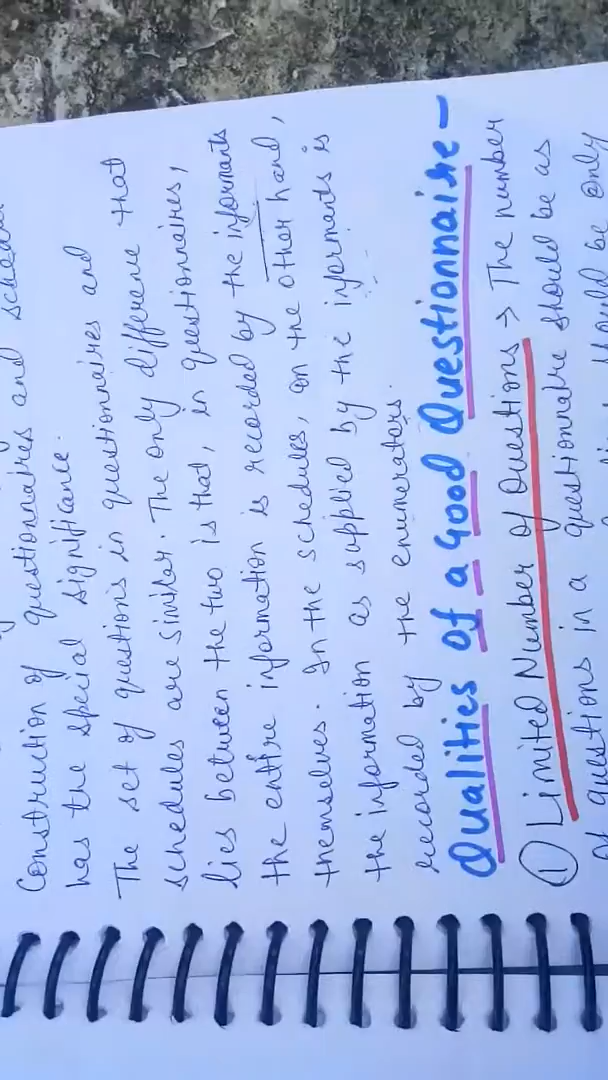 Construction of questionnaires and
has the special significance.
The set of questions in questionnaires and
schedules are similar. The only difference that
lies between the two is that, in questionnaires,
the entire information is recorded by the informants
themselves. In the schedules, on the other hand,
the information as supplied by the informants is
recorded by the enumerators.
Qualities of a Good Questionnaire -
① Limited Number of Questions → The number
of questions in a questionnaire should be as
should be only